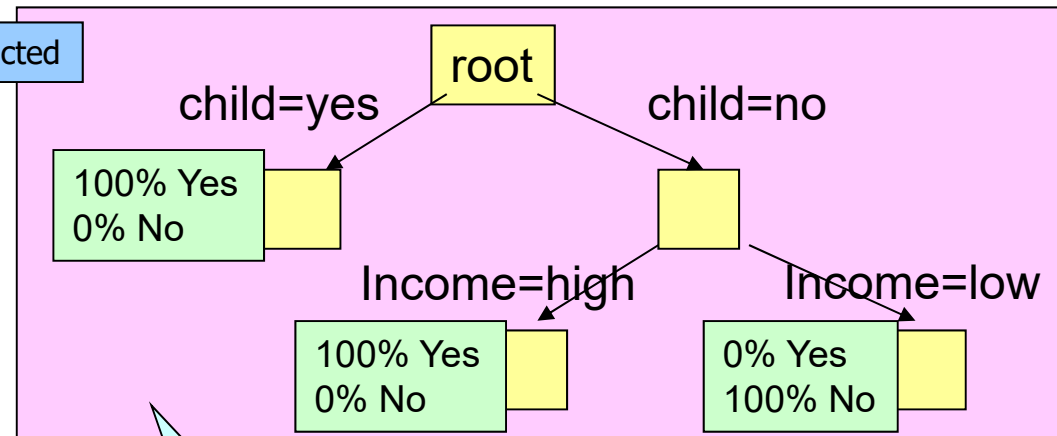 cted
root
child=yes
child=no
100% Yes
0% No
Income=high
Income=low
100% Yes
0% No
0% Yes
100% No